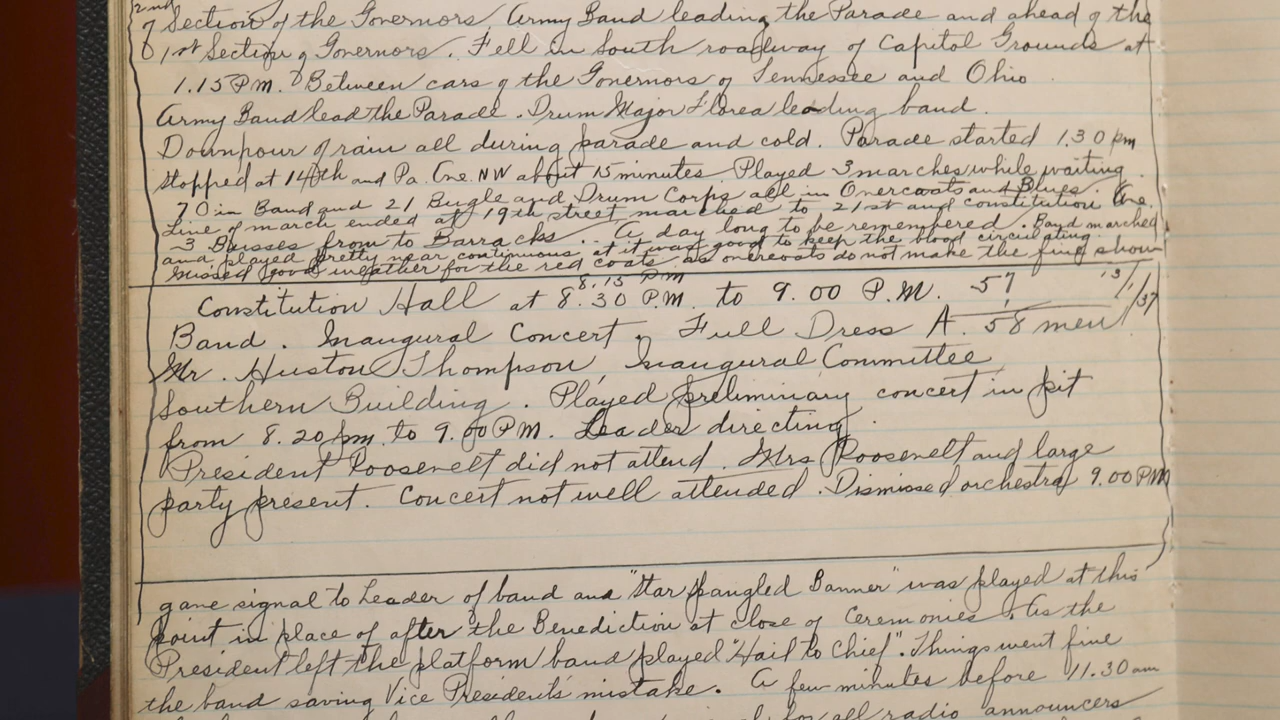 2nd
of Section of the Governors Army Band leading the Parade and ahead of the
1st Section of Governors. Fell in South roadway of Capitol Grounds at
1.15 P.M. Between cars of the Governors of Tennessee and Ohio
Army Band lead the Parade. Drum Major Florea leading band.
Downpour of rain all during parade and cold. Parade started 1.30 pm
stopped at 14th and Pa. Ave. NW about 15 minutes Played 3 marches while waiting.
70 in Band and 21 Bugle and Drum Corps all in Overcoats and Blues.
Line of march ended at 19th street marched to 21st and constitution Ave.
3 Busses from to Barracks... A day long to be remembered. Band marched
and played pretty near continuous at it was good to keep the blood circulating
Missed good weather for the red coats, as overcoats do not make the fine show
8.15 PM
Constitution Hall at 8.30 P.M. to 9.00 P.M. 57 1/37
Band. Inaugural Concert. Full Dress A. 58 men
Mr. Huston Thompson, Inaugural Committee
Southern Building. Played preliminary concert in pit
from 8.20 pm. to 9.00 P.M. Leader directing.
President Roosevelt did not attend. Mrs Roosevelt and large
party present. Concert not well attended. Dismissed orchestra 9.00 PM
gave signal to Leader of band and "Star Spangled Banner" was played at this
point in place of after the Benediction at close of Ceremonies. As the
President left the platform band played "Hail to Chief". Things went fine
the band saving Vice President's mistake. A few minutes before 11.30 am
for all radio announcers